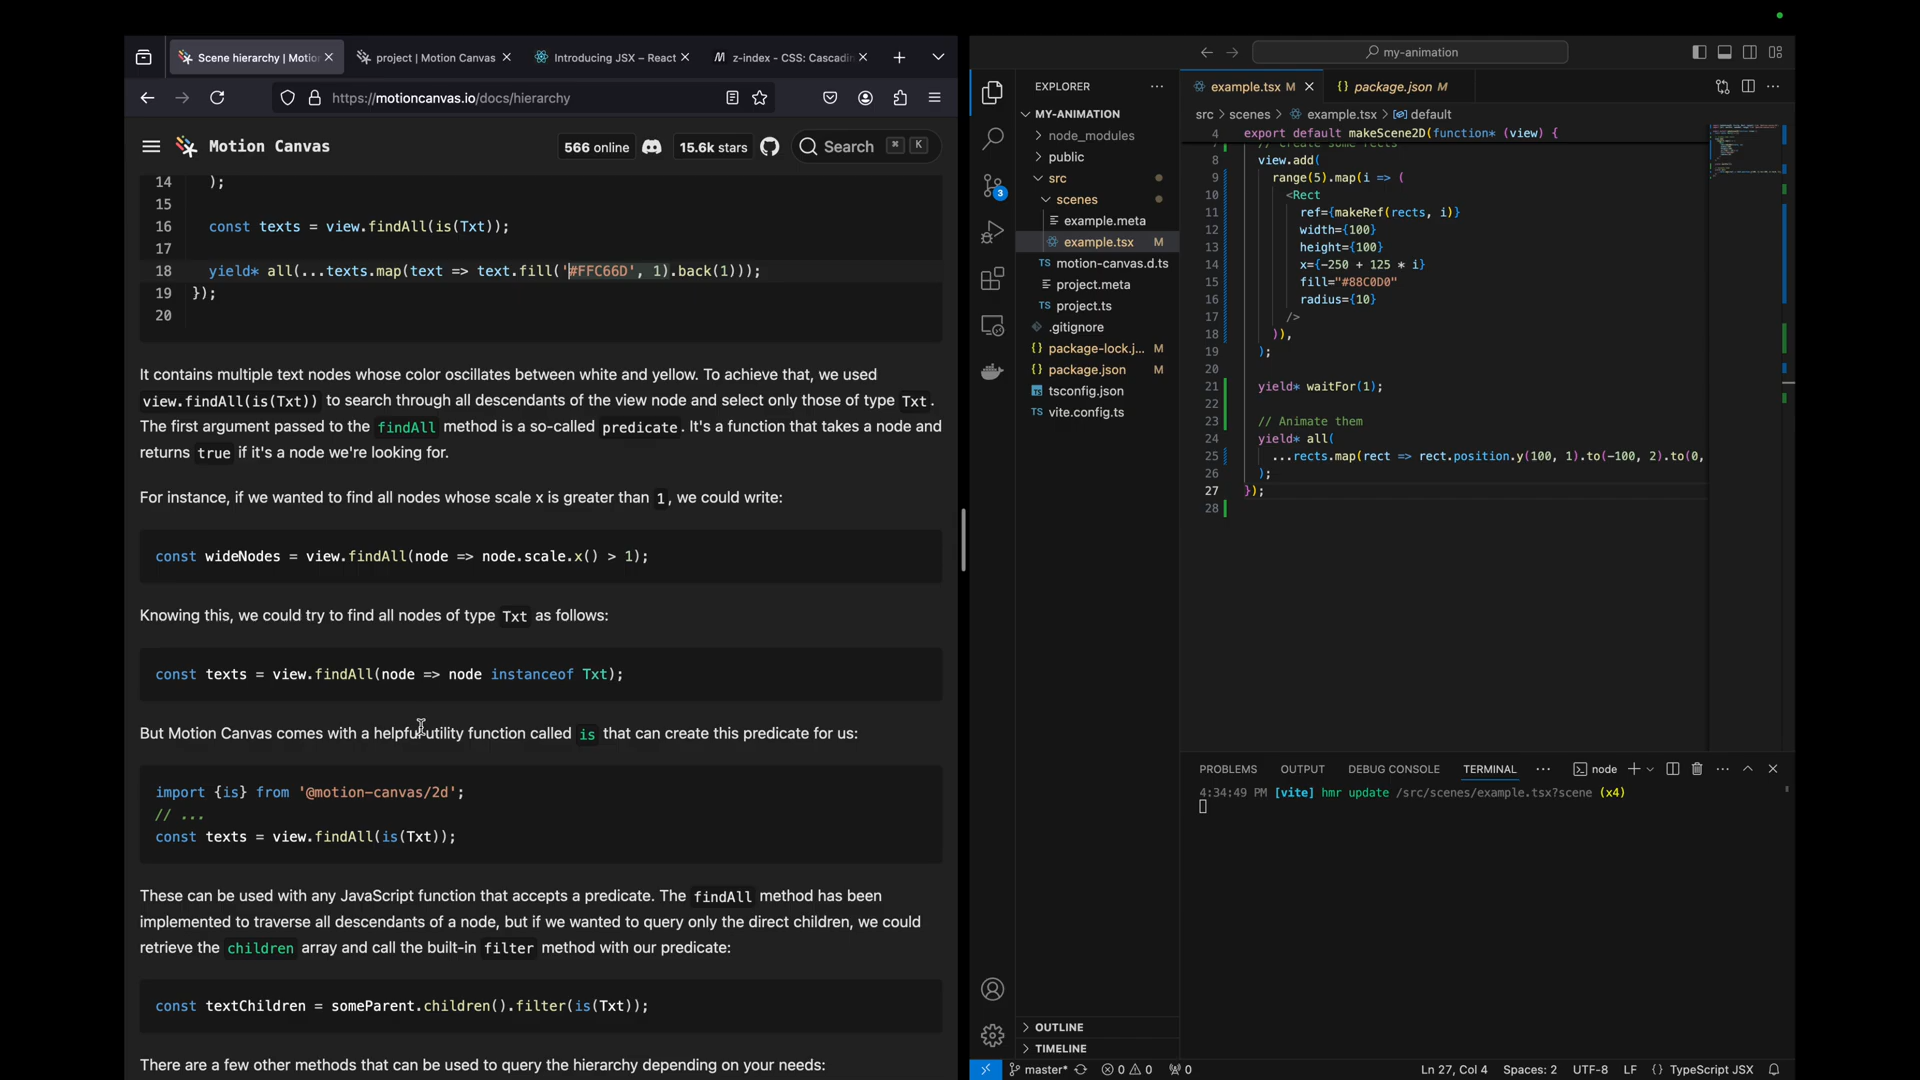 Scene hierarchy | Motion
project | Motion Canvas
Introducing JSX – React
z-index - CSS: Cascadin
https://motioncanvas.io/docs/hierarchy
Motion Canvas
566 online
15.6k stars
Search
K
14 );
15
16 const texts = view.findAll(is(Txt));
17
18 yield* all(...texts.map(text => text.fill('#FFC66D', 1).back(1)));
19 });
20
It contains multiple text nodes whose color oscillates between white and yellow. To achieve that, we used
view.findAll(is(Txt)) to search through all descendants of the view node and select only those of type Txt.
The first argument passed to the findAll method is a so-called predicate. It's a function that takes a node and
returns true if it's a node we're looking for.
For instance, if we wanted to find all nodes whose scale x is greater than 1, we could write:
const wideNodes = view.findAll(node => node.scale.x() > 1);
Knowing this, we could try to find all nodes of type Txt as follows:
const texts = view.findAll(node => node instanceof Txt);
But Motion Canvas comes with a helpful utility function called is that can create this predicate for us:
import {is} from '@motion-canvas/2d';
// ...
const texts = view.findAll(is(Txt));
These can be used with any JavaScript function that accepts a predicate. The findAll method has been
implemented to traverse all descendants of a node, but if we wanted to query only the direct children, we could
retrieve the children array and call the built-in filter method with our predicate:
const textChildren = someParent.children().filter(is(Txt));
There are a few other methods that can be used to query the hierarchy depending on your needs:
my-animation
3
EXPLORER
MY-ANIMATION
node_modules
public
src
scenes
example.meta
example.tsx M
motion-canvas.d.ts
project.meta
project.ts
.gitignore
package-lock.j... M
package.json M
tsconfig.json
vite.config.ts
OUTLINE
TIMELINE
example.tsx M
package.json M
src > scenes > example.tsx > default
4 export default makeScene2D(function* (view) {
7 // Create some rects
8 view.add(
9 range(5).map(i => (
10 <Rect
11 ref={makeRef(rects, i)}
12 width={100}
13 height={100}
14 x={-250 + 125 * i}
15 fill="#88C0D0"
16 radius={10}
17 />
18 )),
19 );
20
21 yield* waitFor(1);
22
23 // Animate them
24 yield* all(
25 ...rects.map(rect => rect.position.y(100, 1).to(-100, 2).to(0,
26 );
27 });
28
PROBLEMS
OUTPUT
DEBUG CONSOLE
TERMINAL
node
4:34:49 PM [vite] hmr update /src/scenes/example.tsx?scene (x4)
master*
0
0
0
Ln 27, Col 4
Spaces: 2
UTF-8
LF
{} TypeScript JSX